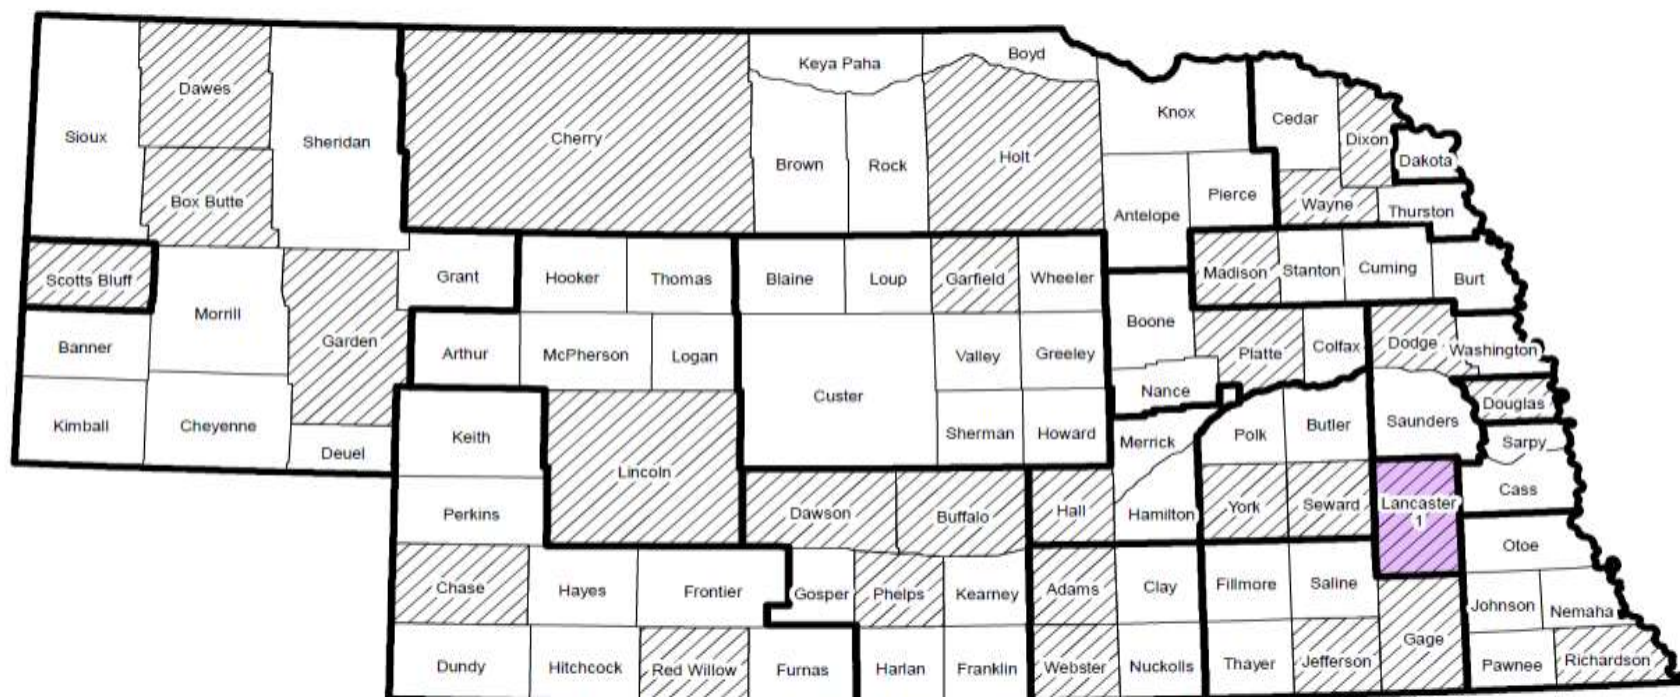 Boyd
Keya Paha
Dawes
Knox
Cedar
Sioux
Sheridan
Cherry
Dixon
Holt
Brown
Rock
Dakota
Box Butte
Pierce
Wayne
Thurston
Antelope
Scotts Bluff
Grant
Hooker
Thomas
Blaine
Loup
Garfield
Wheeler
Madison
Stanton
Cuming
Burt
Morrill
Boone
Banner
Garden
Arthur
McPherson
Logan
Valley
Greeley
Platte
Colfax
Dodge
Washington
Custer
Nance
Douglas
Kimball
Cheyenne
Keith
Sherman
Howard
Merrick
Polk
Butler
Saunders
Sarpy
Deuel
Lincoln
Perkins
Dawson
Buffalo
Hall
Hamilton
York
Seward
Lancaster
1
Cass
Otoe
Chase
Hayes
Frontier
Gosper
Phelps
Kearney
Adams
Clay
Fillmore
Saline
Johnson
Nemaha
Gage
Dundy
Hitchcock
Red Willow
Furnas
Harlan
Franklin
Webster
Nuckolls
Thayer
Jefferson
Pawnee
Richardson